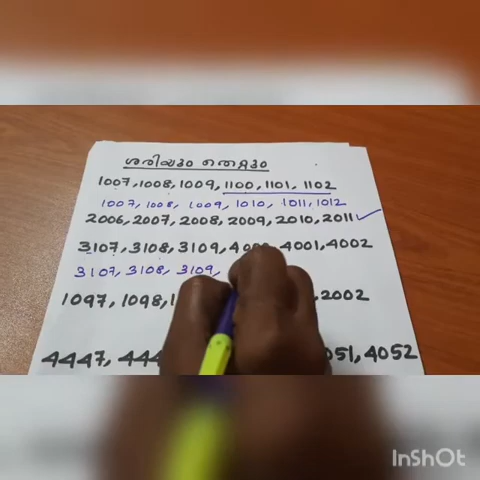 ശരിയും തെറ്റും
1007, 1008, 1009, 1100, 1101, 1102
1007, 1008, 1009, 1010, 1011, 1012
2006, 2007, 2008, 2009, 2010, 2011 ✓
3107, 3108, 3109, 4000, 4001, 4002
3107, 3108, 3109,
1097, 1098, 2002
4447, 4052
InShOt